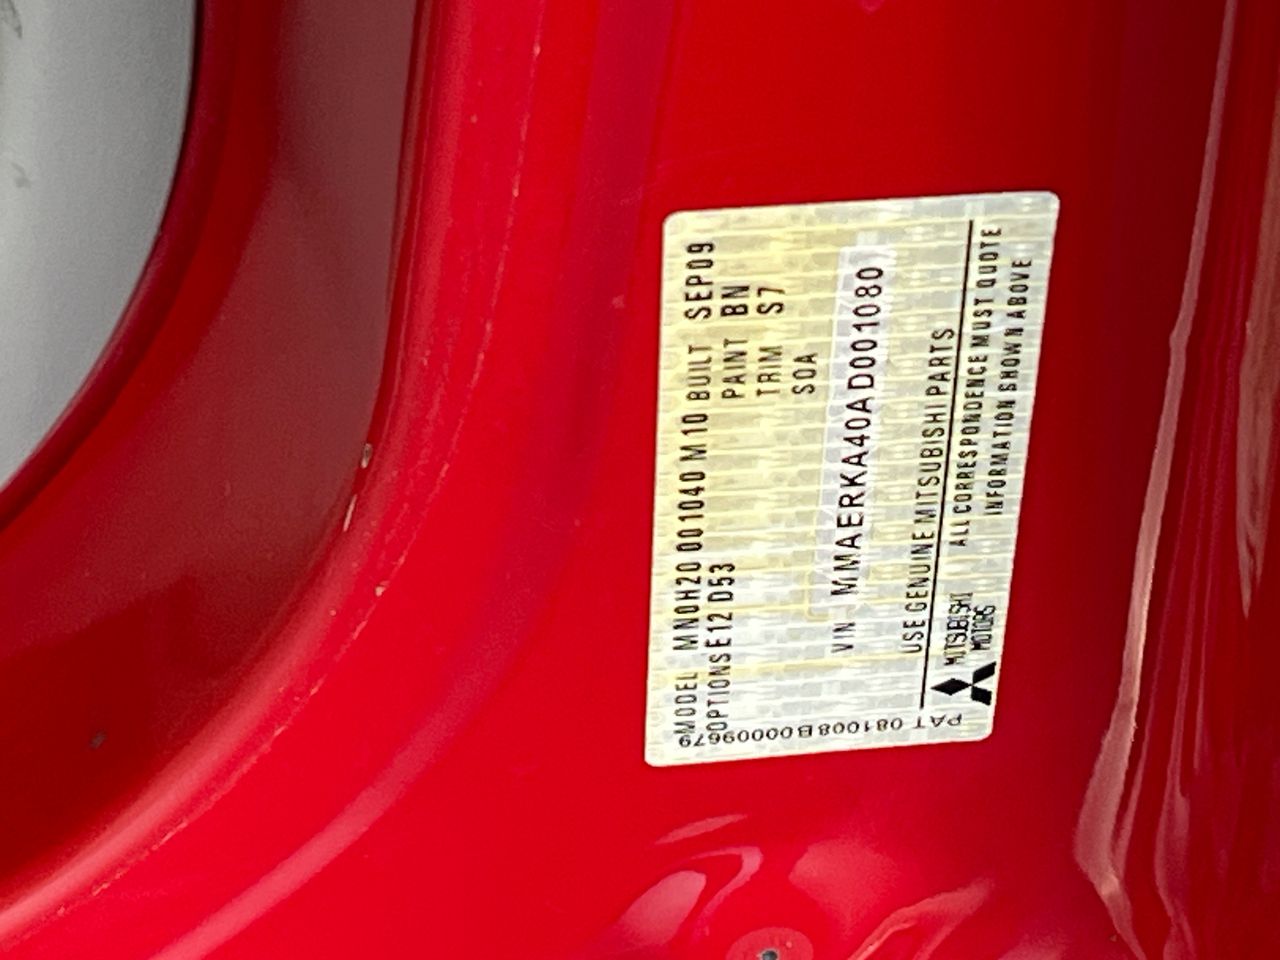 MODEL MN0H20 001040 M10 BUILT SEP09
OPTIONS E12 D53 PAINT BN
TRIM S7
SOA
VIN MMAERKA40AD001080
USE GENUINE MITSUBISHI PARTS
MITSUBISHI MOTORS
ALL CORRESPONDENCE MUST QUOTE
INFORMATION SHOWN ABOVE
PAT 081008B00009679